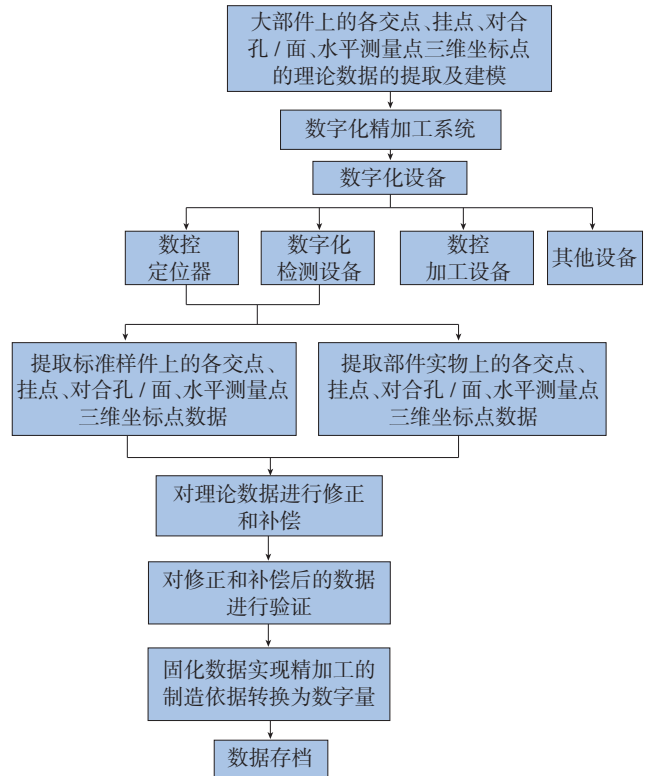 大部件上的各交点、挂点、对合
孔 / 面、水平测量点三维坐标点
的理论数据的提取及建模
数字化精加工系统
数字化设备
数控
定位器
数字化
检测设备
数控
加工设备
其他设备
提取标准样件上的各交点、
挂点、对合孔 / 面、水平测量点
三维坐标点数据
提取部件实物上的各交点、
挂点、对合孔 / 面、水平测量点
三维坐标点数据
对理论数据进行修正
和补偿
对修正和补偿后的数据
进行验证
固化数据实现精加工的
制造依据转换为数字量
数据存档